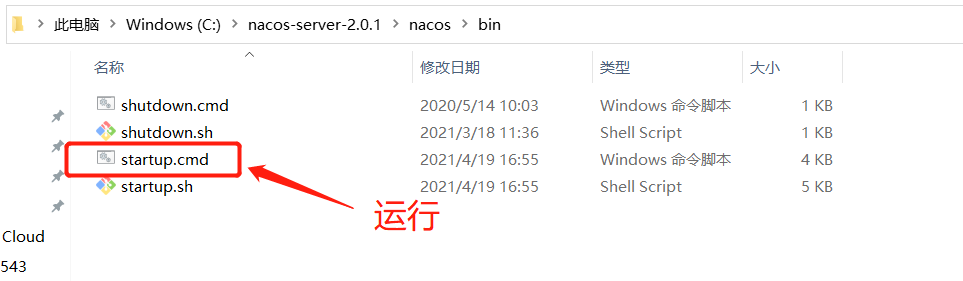 此电脑 > Windows (C:) > nacos-server-2.0.1 > nacos > bin
名称 修改日期 类型 大小
shutdown.cmd 2020/5/14 10:03 Windows 命令脚本 1 KB
shutdown.sh 2021/3/18 11:36 Shell Script 1 KB
startup.cmd 2021/4/19 16:55 Windows 命令脚本 4 KB
startup.sh 2021/4/19 16:55 Shell Script 5 KB
运行
Cloud
543